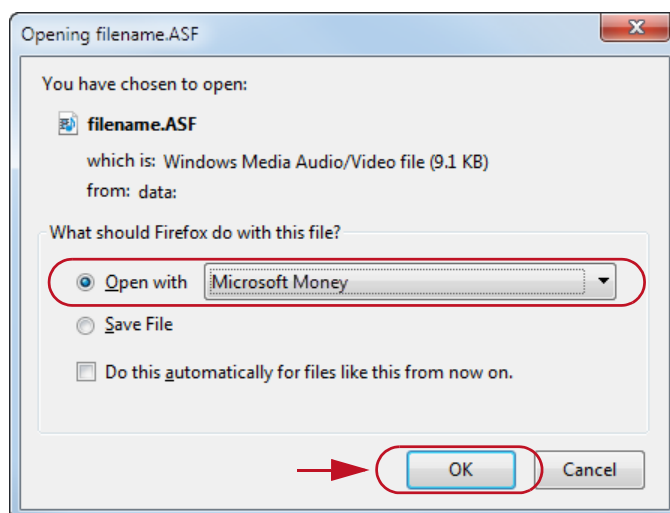 Opening filename.ASF
You have chosen to open:
filename.ASF
which is: Windows Media Audio/Video file (9.1 KB)
from: data:
What should Firefox do with this file?
Open with Microsoft Money
Save File
Do this automatically for files like this from now on.
OK Cancel